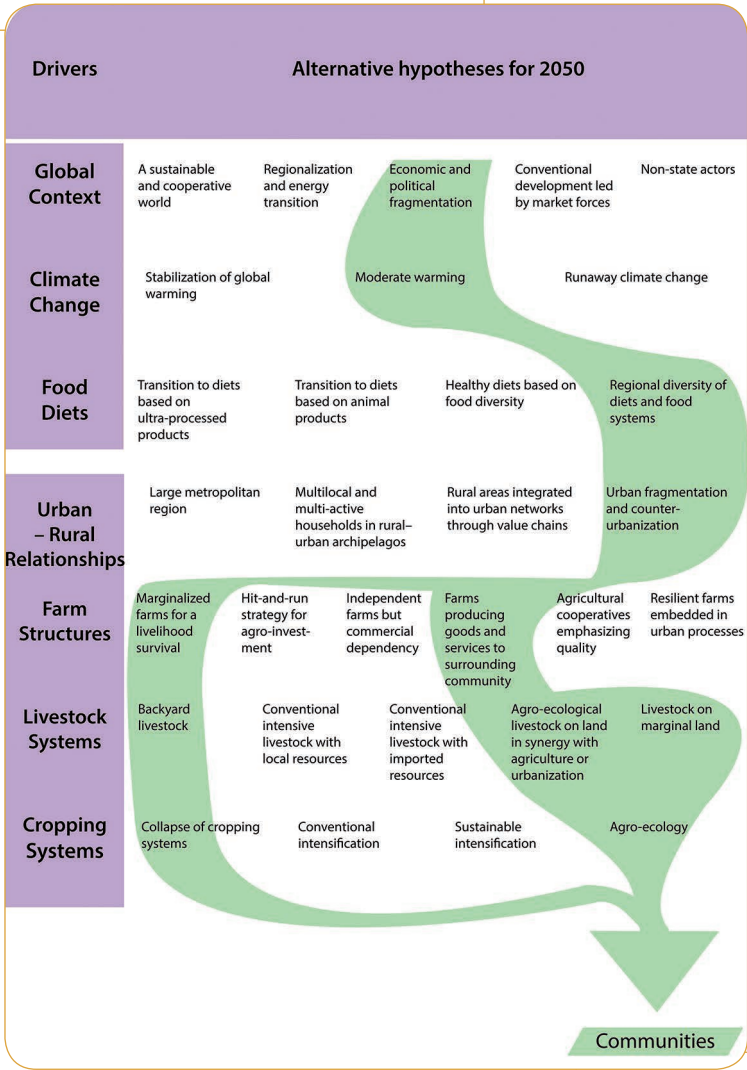 Drivers
Alternative hypotheses for 2050
Global
Context
A sustainable
and cooperative
world
Regionalization
and energy
transition
Economic and
political
fragmentation
Conventional
development led
by market forces
Non-state actors
Climate
Change
Stabilization of global
warming
Moderate warming
Runaway climate change
Food
Diets
Transition to diets
based on
ultra-processed
products
Transition to diets
based on animal
products
Healthy diets based on
food diversity
Regional diversity of
diets and food
systems
Urban
– Rural
Relationships
Large metropolitan
region
Multilocal and
multi-active
households in rural–
urban archipelagos
Rural areas integrated
into urban networks
through value chains
Urban fragmentation
and counter-
urbanization
Farm
Structures
Marginalized
farms for a
livelihood
survival
Hit-and-run
strategy for
agro-invest-
ment
Independent
farms but
commercial
dependency
Farms
producing
goods and
services to
surrounding
community
Agricultural
cooperatives
emphasizing
quality
Resilient farms
embedded in
urban processes
Livestock
Systems
Backyard
livestock
Conventional
intensive
livestock with
local resources
Conventional
intensive
livestock with
imported
resources
Agro-ecological
livestock on land
in synergy with
agriculture or
urbanization
Livestock on
marginal land
Cropping
Systems
Collapse of cropping
systems
Conventional
intensification
Sustainable
intensification
Agro-ecology
Communities